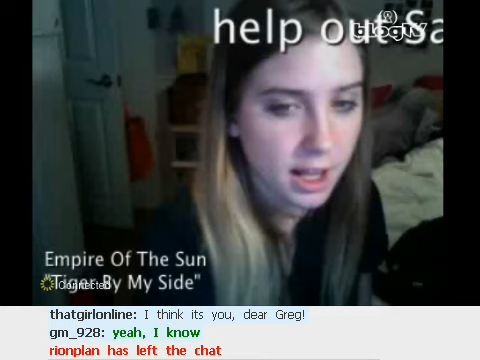 help out Sa
blogTV
Empire Of The Sun
"Tiger By My Side"
Connected
thatgirlonline: I think its you, dear Greg!
gm_928: yeah, I know
rionplan has left the chat